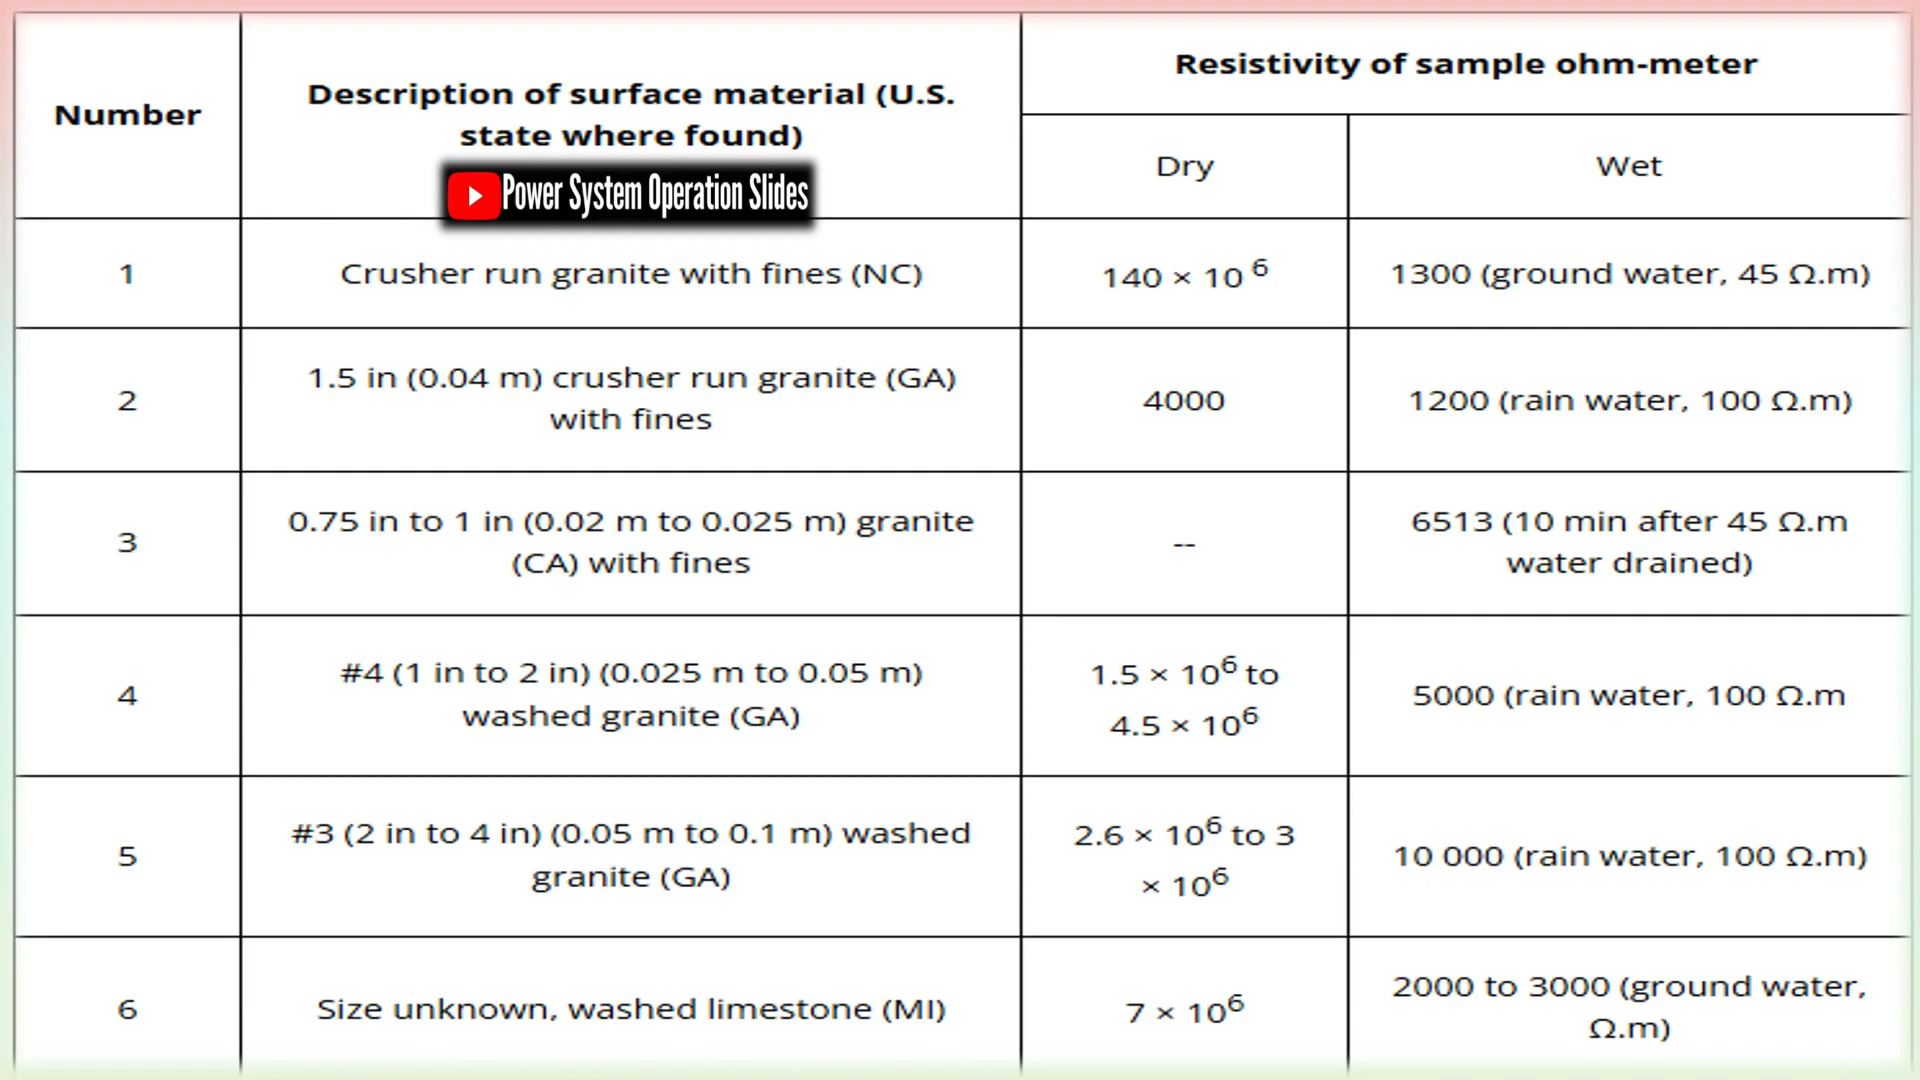 Number
Description of surface material (U.S.
state where found)
Resistivity of sample ohm-meter
Dry
Wet
Power System Operation Slides
1
Crusher run granite with fines (NC)
140 × 10 6
1300 (ground water, 45 Ω.m)
2
1.5 in (0.04 m) crusher run granite (GA)
with fines
4000
1200 (rain water, 100 Ω.m)
3
0.75 in to 1 in (0.02 m to 0.025 m) granite
(CA) with fines
--
6513 (10 min after 45 Ω.m
water drained)
4
#4 (1 in to 2 in) (0.025 m to 0.05 m)
washed granite (GA)
1.5 × 10⁶ to
4.5 × 10⁶
5000 (rain water, 100 Ω.m
5
#3 (2 in to 4 in) (0.05 m to 0.1 m) washed
granite (GA)
2.6 × 10⁶ to 3
× 10⁶
10 000 (rain water, 100 Ω.m)
6
Size unknown, washed limestone (MI)
7 × 10⁶
2000 to 3000 (ground water,
Ω.m)